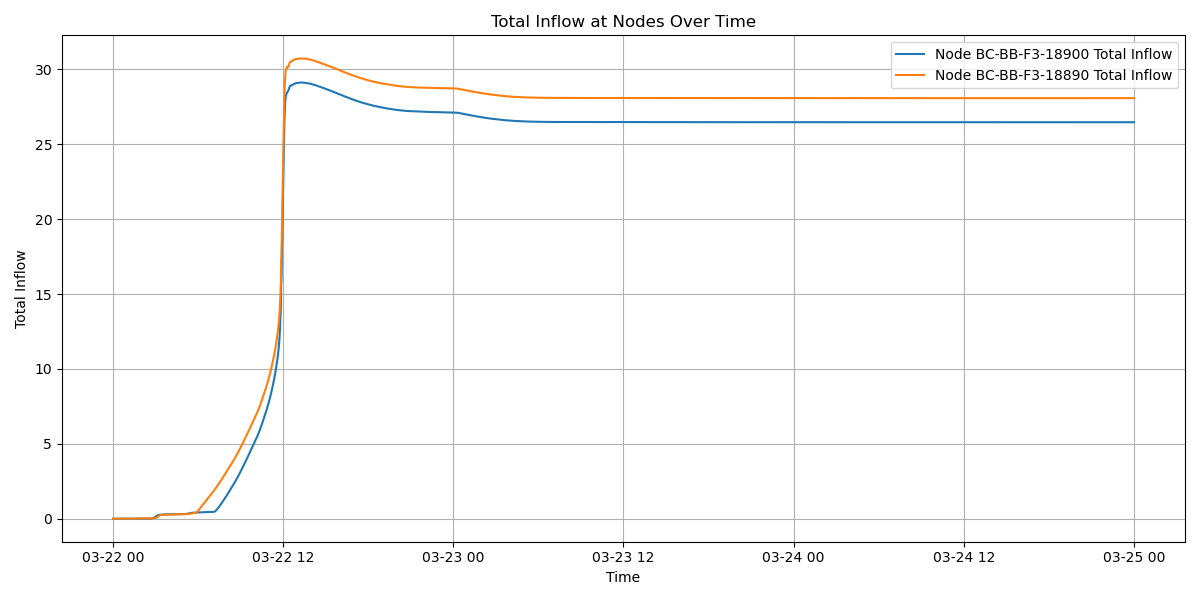 Total Inflow at Nodes Over Time
Node BC-BB-F3-18900 Total Inflow
Node BC-BB-F3-18890 Total Inflow
Total Inflow
30
25
20
15
10
5
0
03-22 00
03-22 12
03-23 00
03-23 12
03-24 00
03-24 12
03-25 00
Time